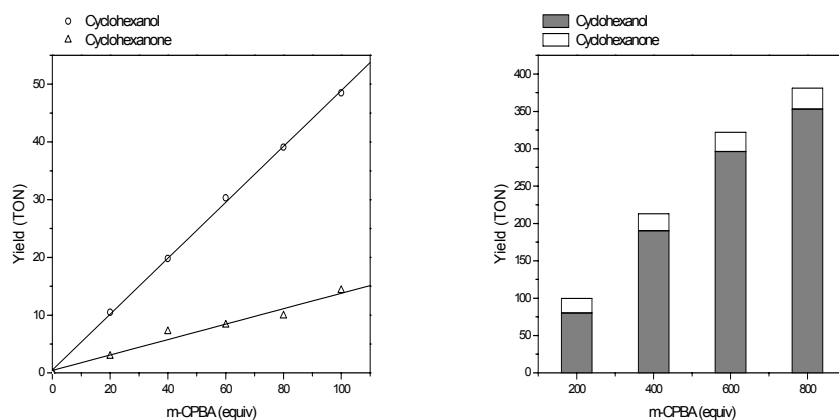 Cyclohexanol
Cyclohexanone
50
40
30
20
10
0
0 20 40 60 80 100
Yield (TON)
m-CPBA (equiv)
Cyclohexanol
Cyclohexanone
400
350
300
250
200
150
100
50
0
200 400 600 800
Yield (TON)
m-CPBA (equiv)